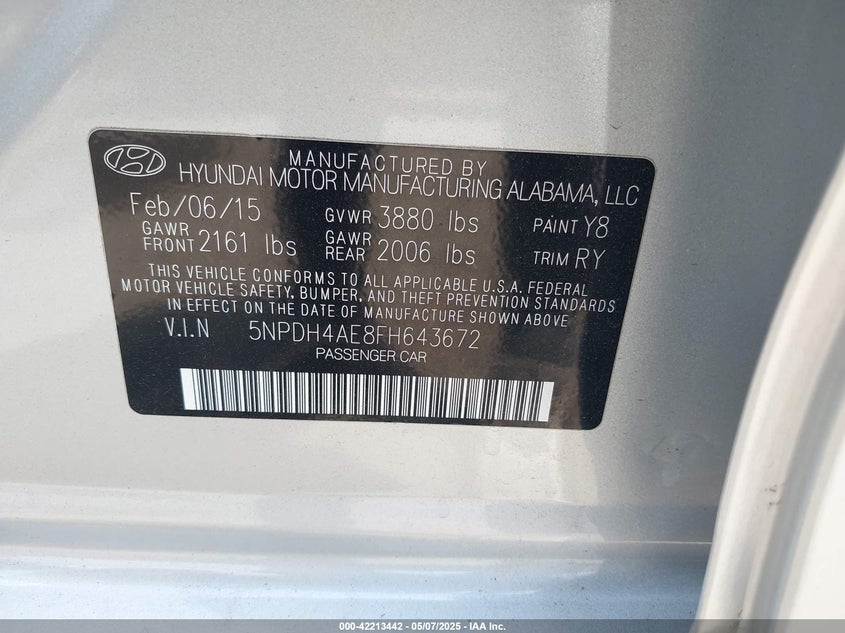 MANUFACTURED BY
HYUNDAI MOTOR MANUFACTURING ALABAMA, LLC
Feb/06/15 GVWR 3880 lbs PAINT Y8
GAWR FRONT 2161 lbs GAWR REAR 2006 lbs TRIM RY
THIS VEHICLE CONFORMS TO ALL APPLICABLE U.S.A. FEDERAL
MOTOR VEHICLE SAFETY, BUMPER, AND THEFT PREVENTION STANDARDS
IN EFFECT ON THE DATE OF MANUFACTURE SHOWN ABOVE
V.I.N 5NPDH4AE8FH643672
PASSENGER CAR
000-42213442 - 05/07/2025 - IAA Inc.